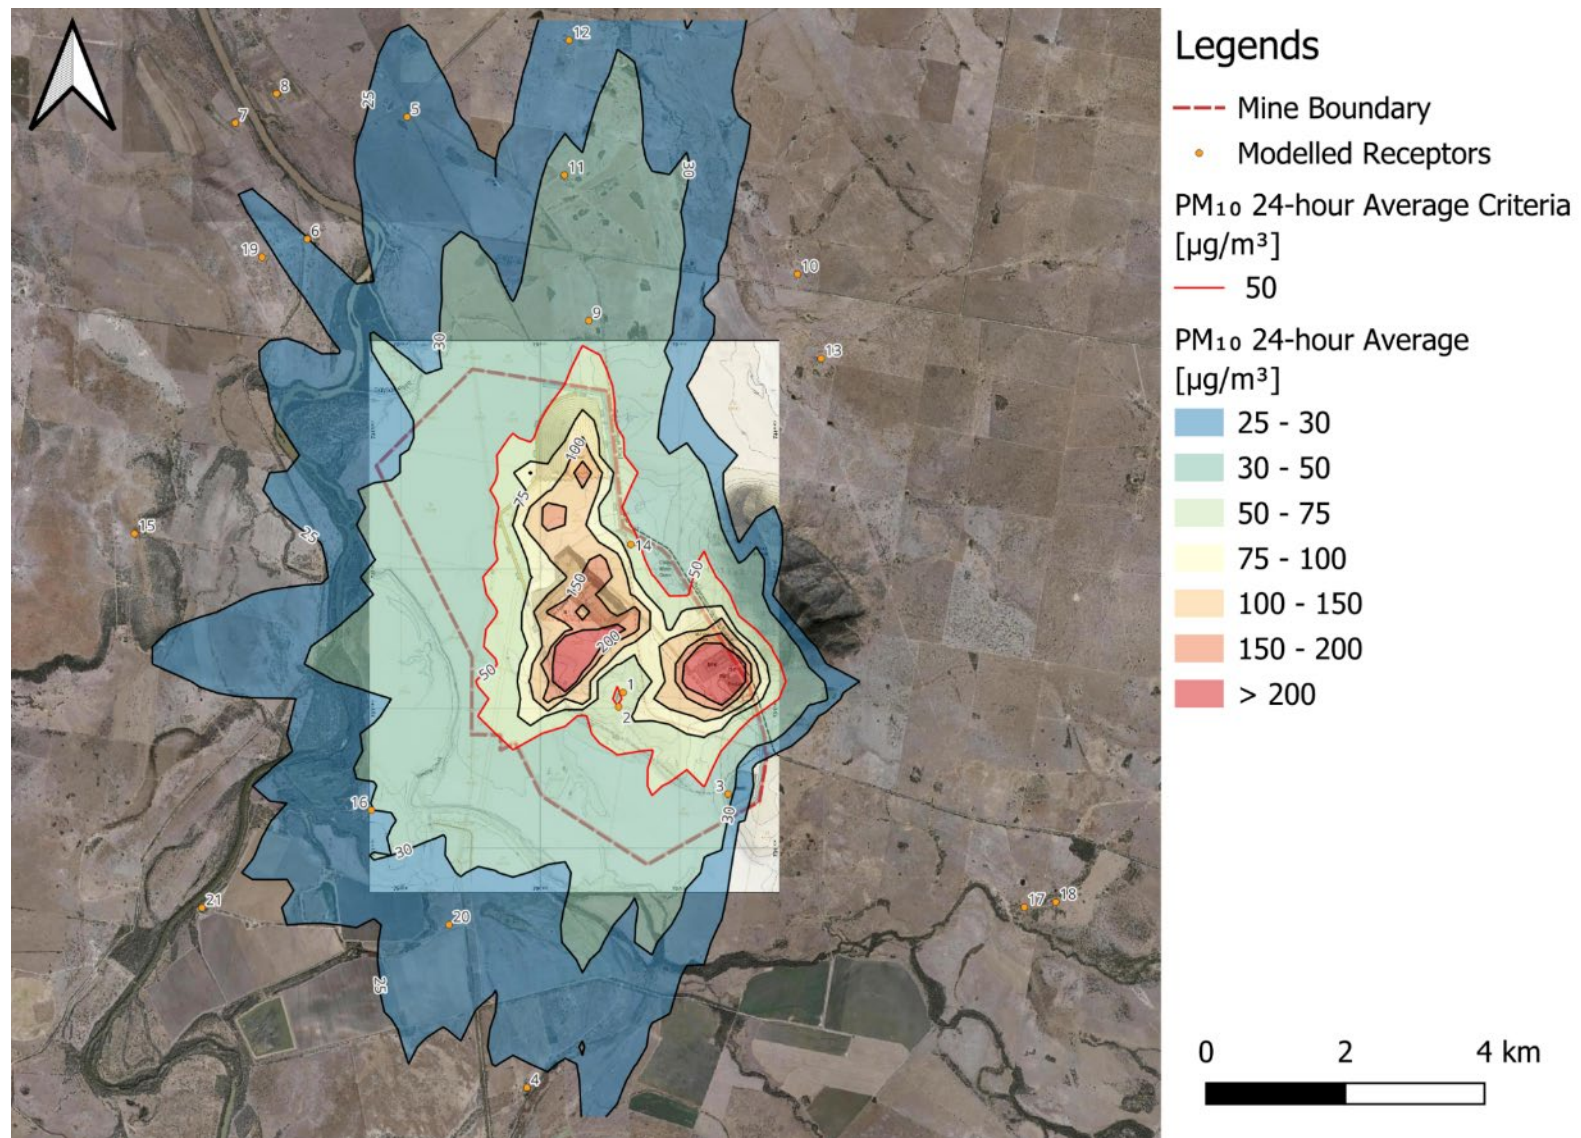 Legends
Mine Boundary
Modelled Receptors
PM₁₀ 24-hour Average Criteria
[µg/m³]
50
PM₁₀ 24-hour Average
[µg/m³]
25 - 30
30 - 50
50 - 75
75 - 100
100 - 150
150 - 200
> 200
0 2 4 km
12
8
25
5
7
11
30
6
19
10
9
30
13
100
75
15
25
14
50
150
200
50
1
2
3
16
30
30
21
17
18
20
25
4